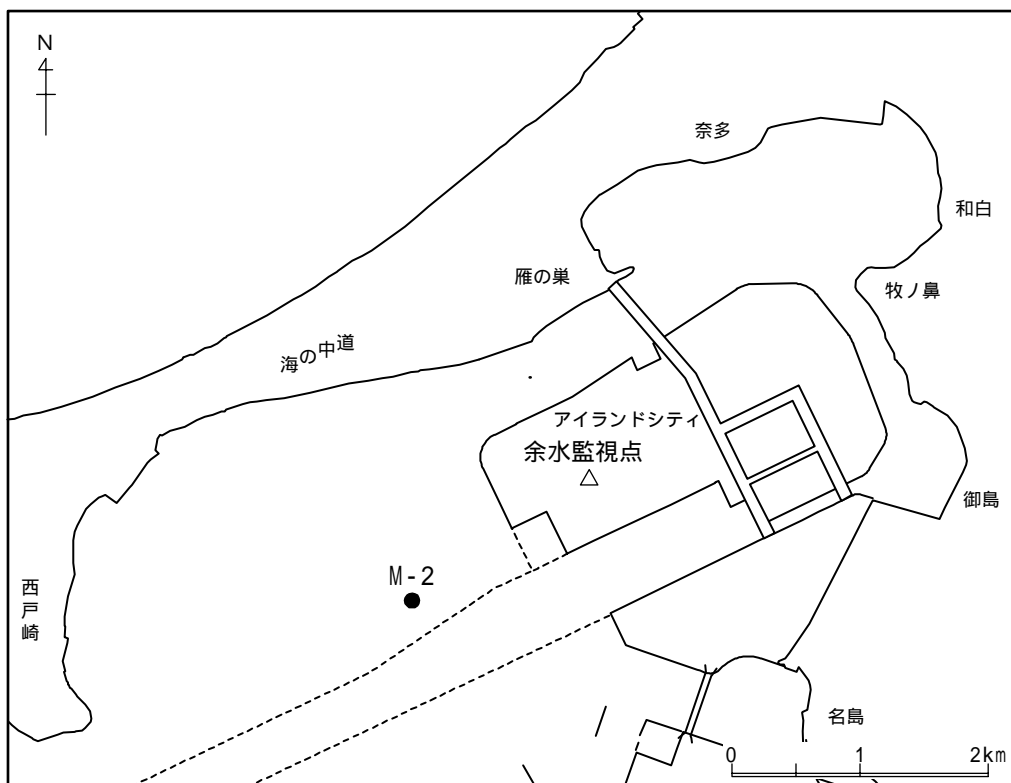 N
奈多
和白
雁の巣
牧ノ鼻
海の中道
アイランドシティ
余水監視点
御島
M-2
西戸崎
名島
0 1 2km